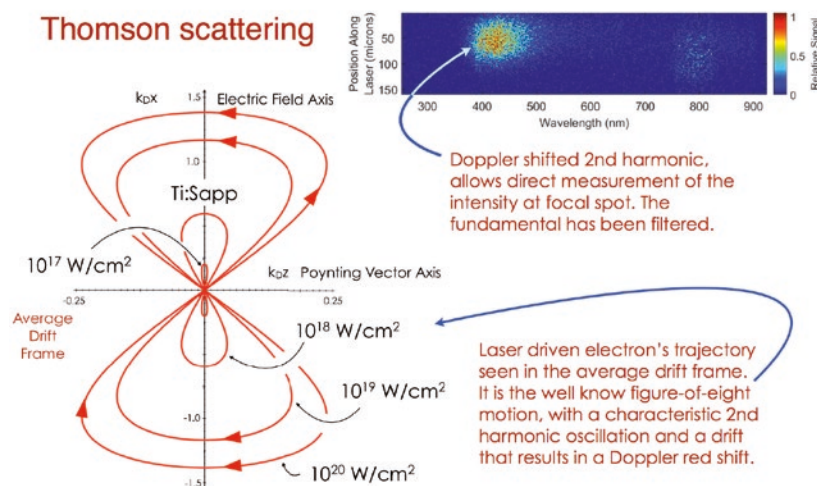 Thomson scattering
Position Along
Laser (microns)
50
100
150
300
400
500
600
700
800
900
Wavelength (nm)
1
0.5
0
Relative Signal
Doppler shifted 2nd harmonic,
allows direct measurement of the
intensity at focal spot. The
fundamental has been filtered.
1.5
k_Dx
Electric Field Axis
1.0
Ti:Sapp
10^17 W/cm^2
k_Dz Poynting Vector Axis
-0.25
0.25
Average
Drift
Frame
10^18 W/cm^2
10^19 W/cm^2
-1.0
10^20 W/cm^2
-1.5
Laser driven electron's trajectory
seen in the average drift frame.
It is the well know figure-of-eight
motion, with a characteristic 2nd
harmonic oscillation and a drift
that results in a Doppler red shift.